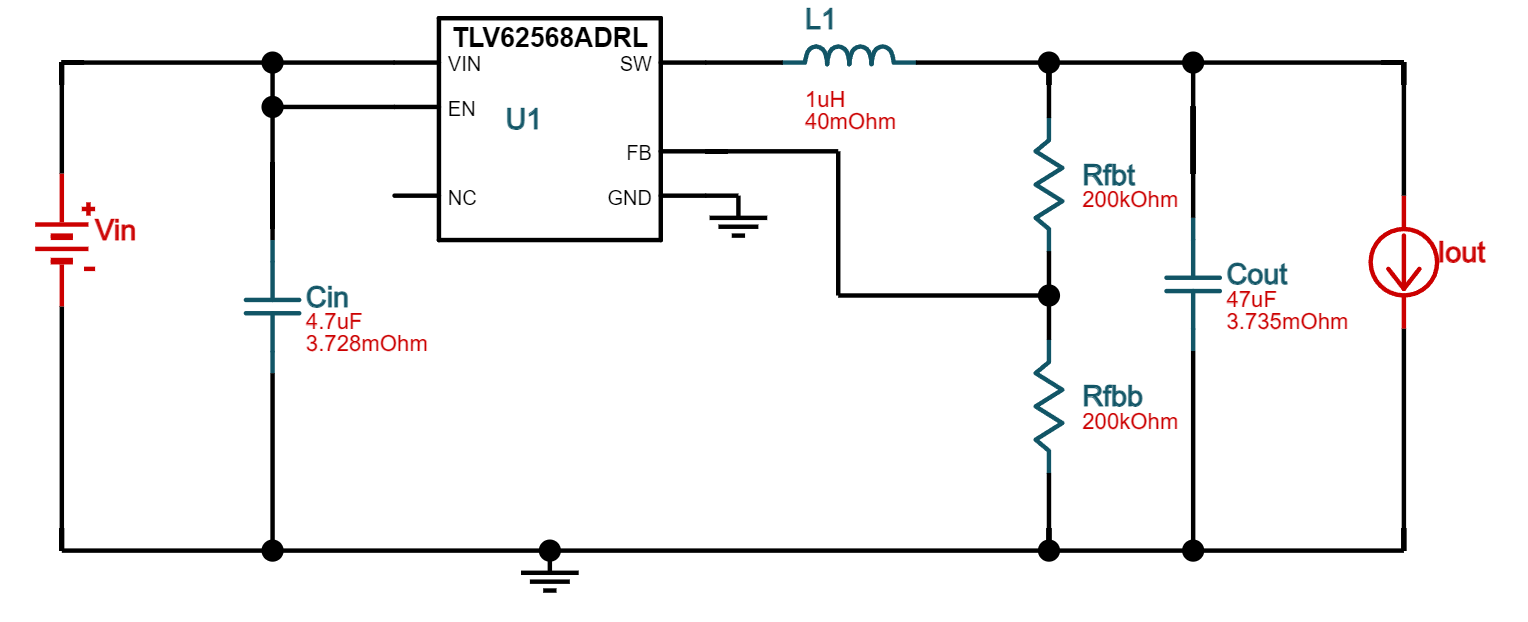 L1
TLV62568ADRL
VIN
SW
1uH
40mOhm
EN
U1
FB
Rfbt
200kOhm
NC
GND
+
Vin
-
Iout
Cin
4.7uF
3.728mOhm
Cout
47uF
3.735mOhm
Rfbb
200kOhm